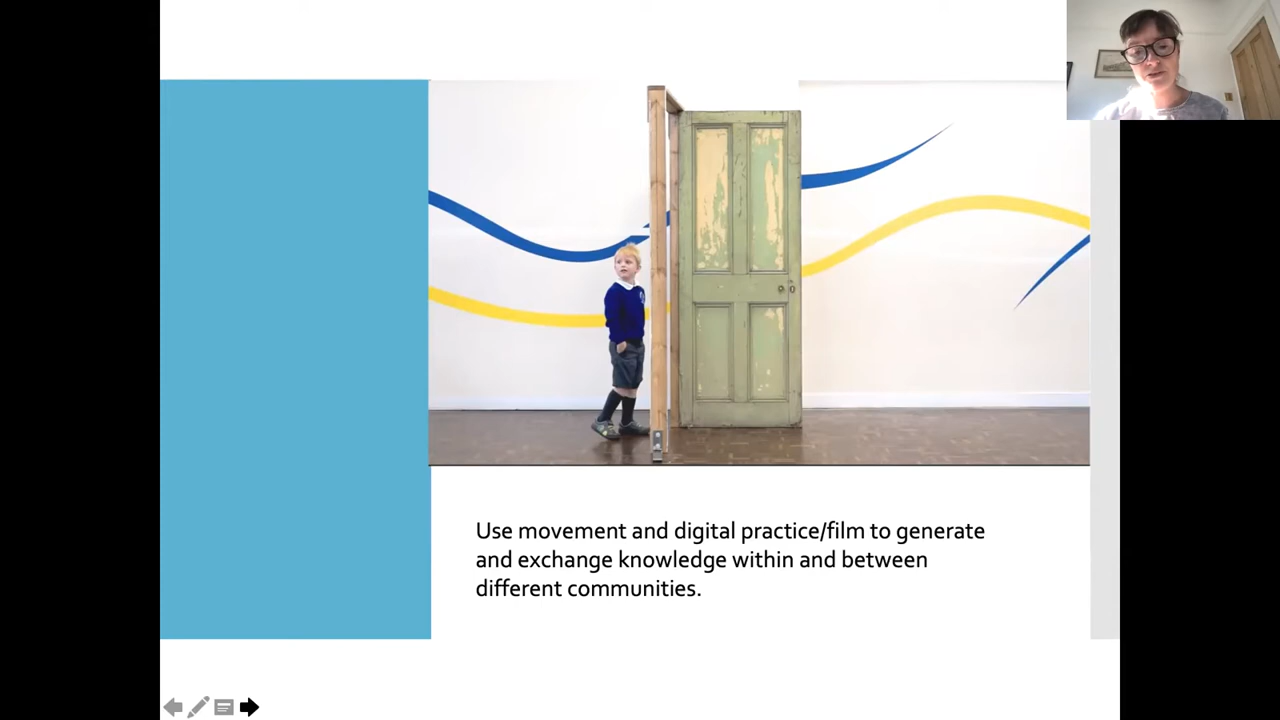 Use movement and digital practice/film to generate
and exchange knowledge within and between
different communities.